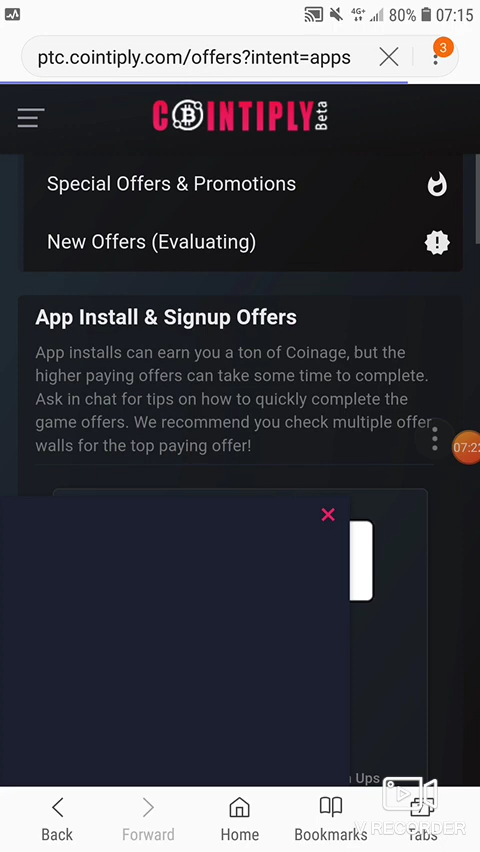 4G+ 80% 07:15
ptc.cointiply.com/offers?intent=apps
3
COINTIPLY Beta
Special Offers & Promotions
New Offers (Evaluating)
App Install & Signup Offers
App installs can earn you a ton of Coinage, but the
higher paying offers can take some time to complete.
Ask in chat for tips on how to quickly complete the
game offers. We recommend you check multiple offer
walls for the top paying offer!
Ups
Back Forward Home Bookmarks Tabs
V RECORDER